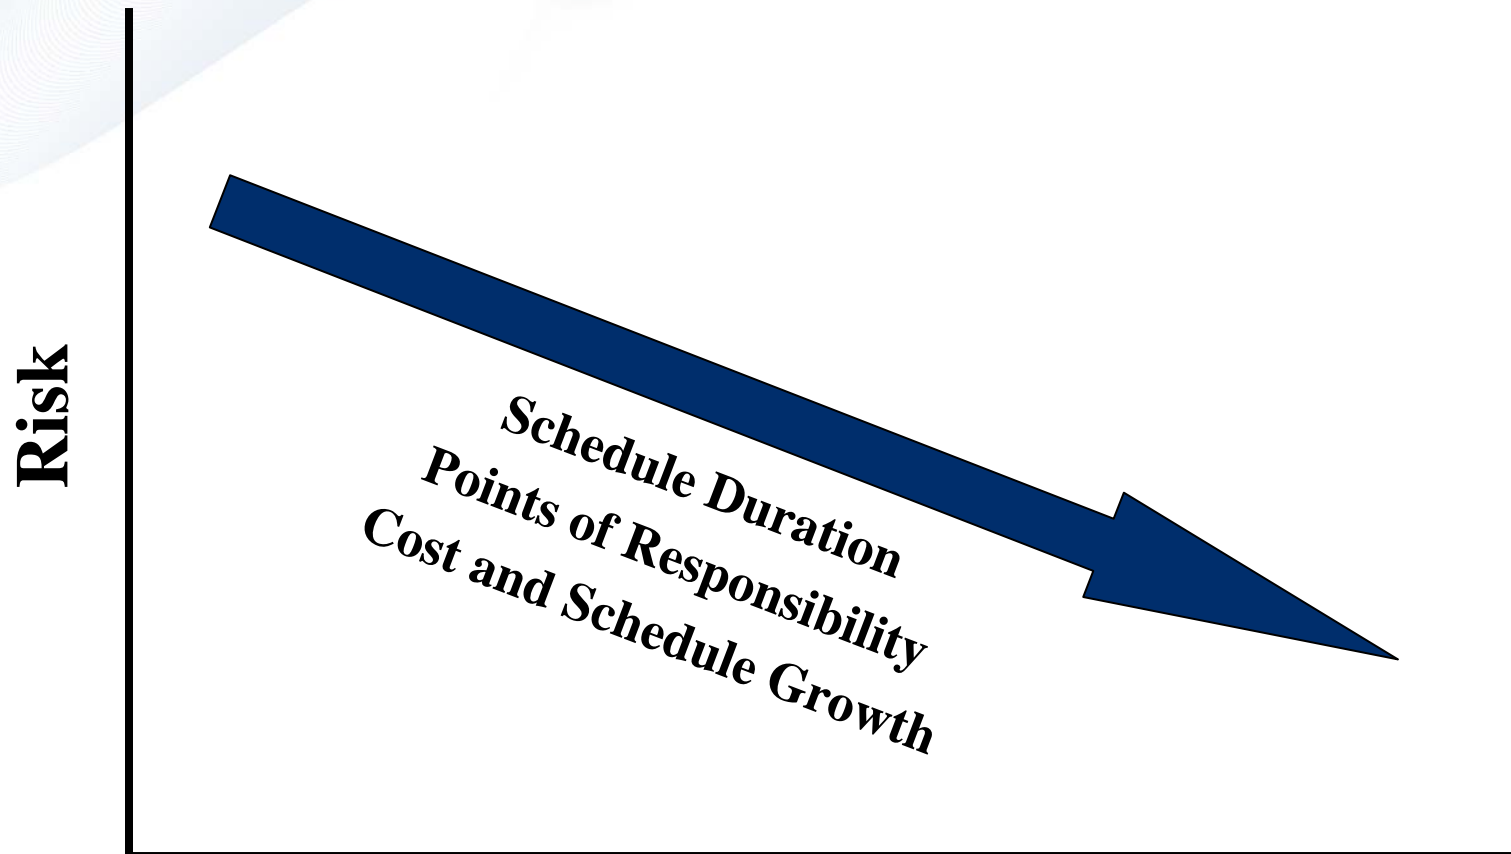 Risk
Schedule Duration
Points of Responsibility
Cost and Schedule Growth